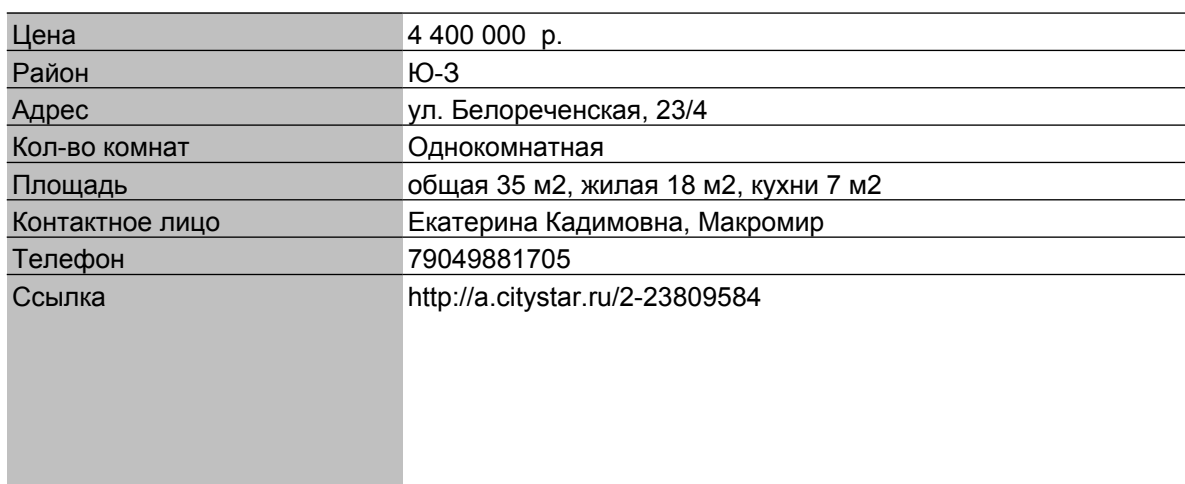 Цена 4 400 000 р.
Район Ю-З
Адрес ул. Белореченская, 23/4
Кол-во комнат Однокомнатная
Площадь общая 35 м2, жилая 18 м2, кухни 7 м2
Контактное лицо Екатерина Кадимовна, Макромир
Телефон 79049881705
Ссылка http://a.citystar.ru/2-23809584